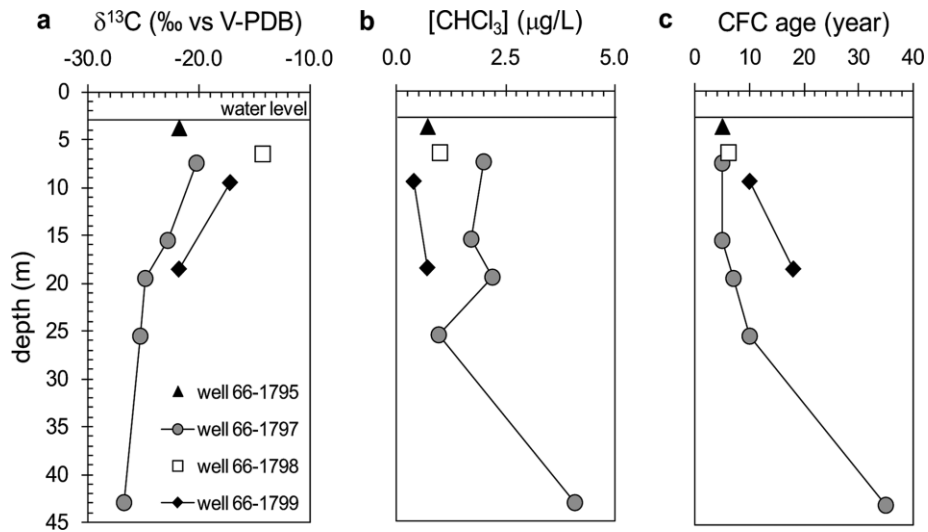 a δ¹³C (‰ vs V-PDB)
-30.0 -20.0 -10.0
b [CHCl₃] (µg/L)
0.0 2.5 5.0
c CFC age (year)
0 10 20 30 40
depth (m)
0
5
10
15
20
25
30
35
40
45
water level
well 66-1795
well 66-1797
well 66-1798
well 66-1799